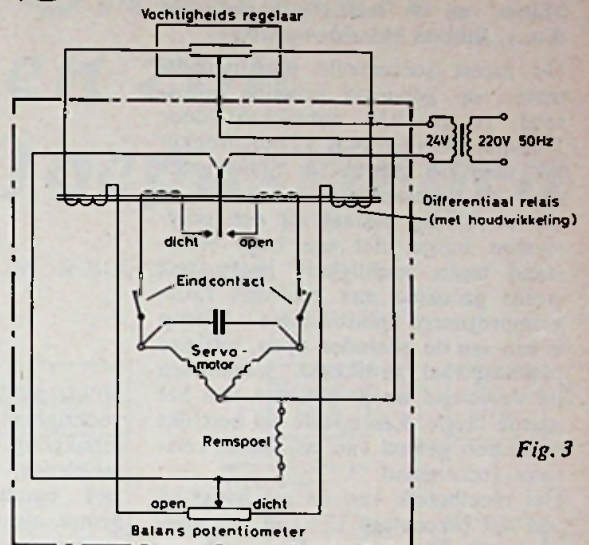 Vochtigheids regelaar
24V 220V 50Hz
Differentiaal relais
(met houdwikkeling)
dicht open
Eindcontact
Servo-
motor
Remspoel
Fig. 3
open dicht
Balans potentiometer